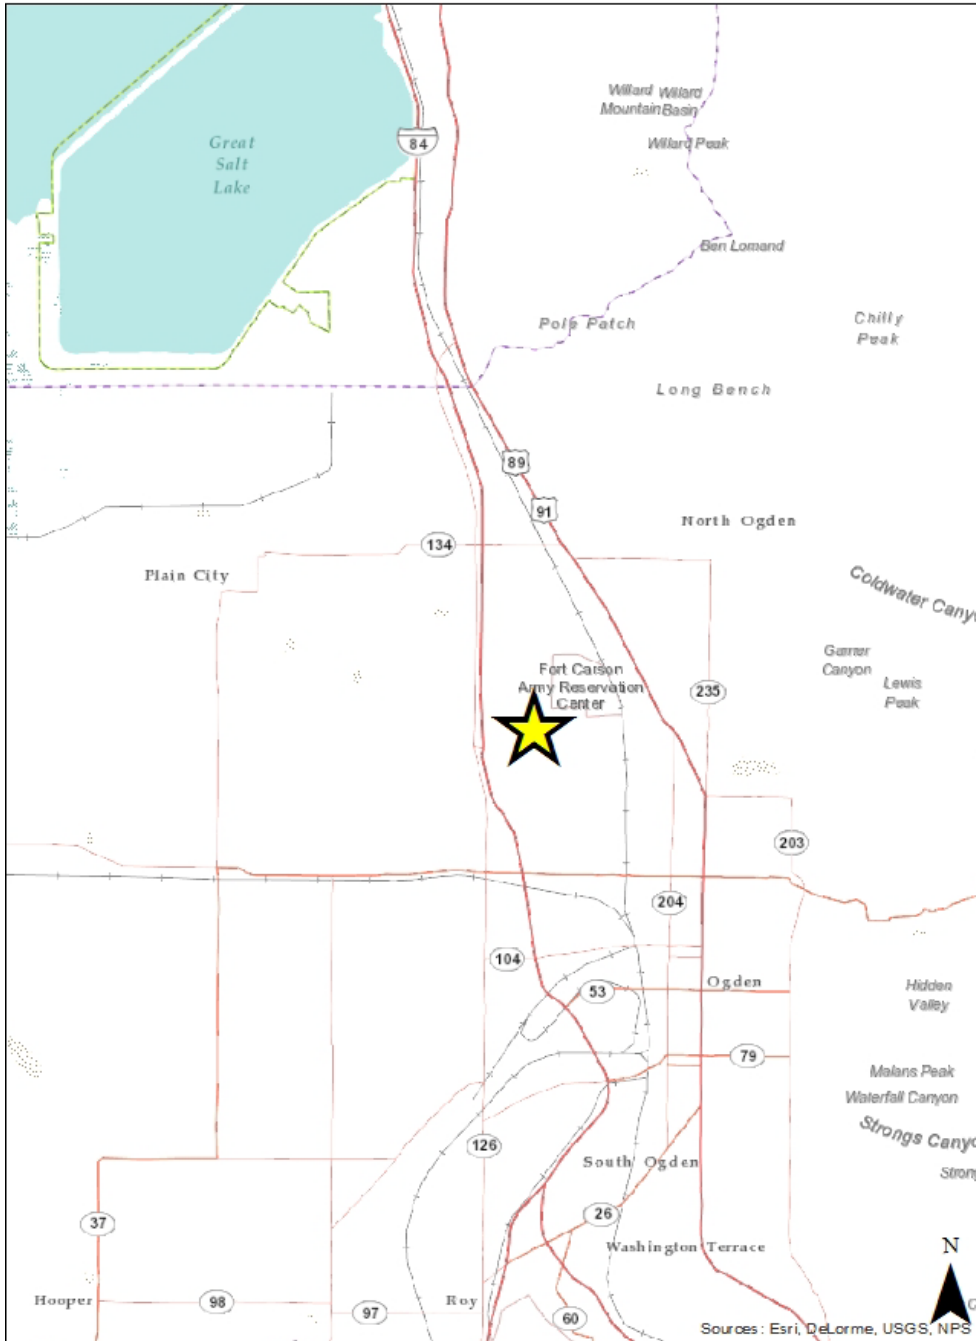 Willard Willard
Mountain Basin
84
Great
Salt
Lake
Willard Peak
Ben Lomand
Pole Patch
Chilly
Peak
Long Bench
89
91
North Ogden
134
Plain City
Coldwater Cany
Garner
Canyon
Fort Carson
Army Reservation
Center
Lewis
Peak
235
203
204
104
Ogden
53
Hidden
Valley
79
Malans Peak
Waterfall Canyon
Strongs Cany
126
South Ogden
Strong
37
26
Washington Terrace
N
Hooper
98
97
Roy
60
Sources: Esri, DeLorme, USGS, NPS